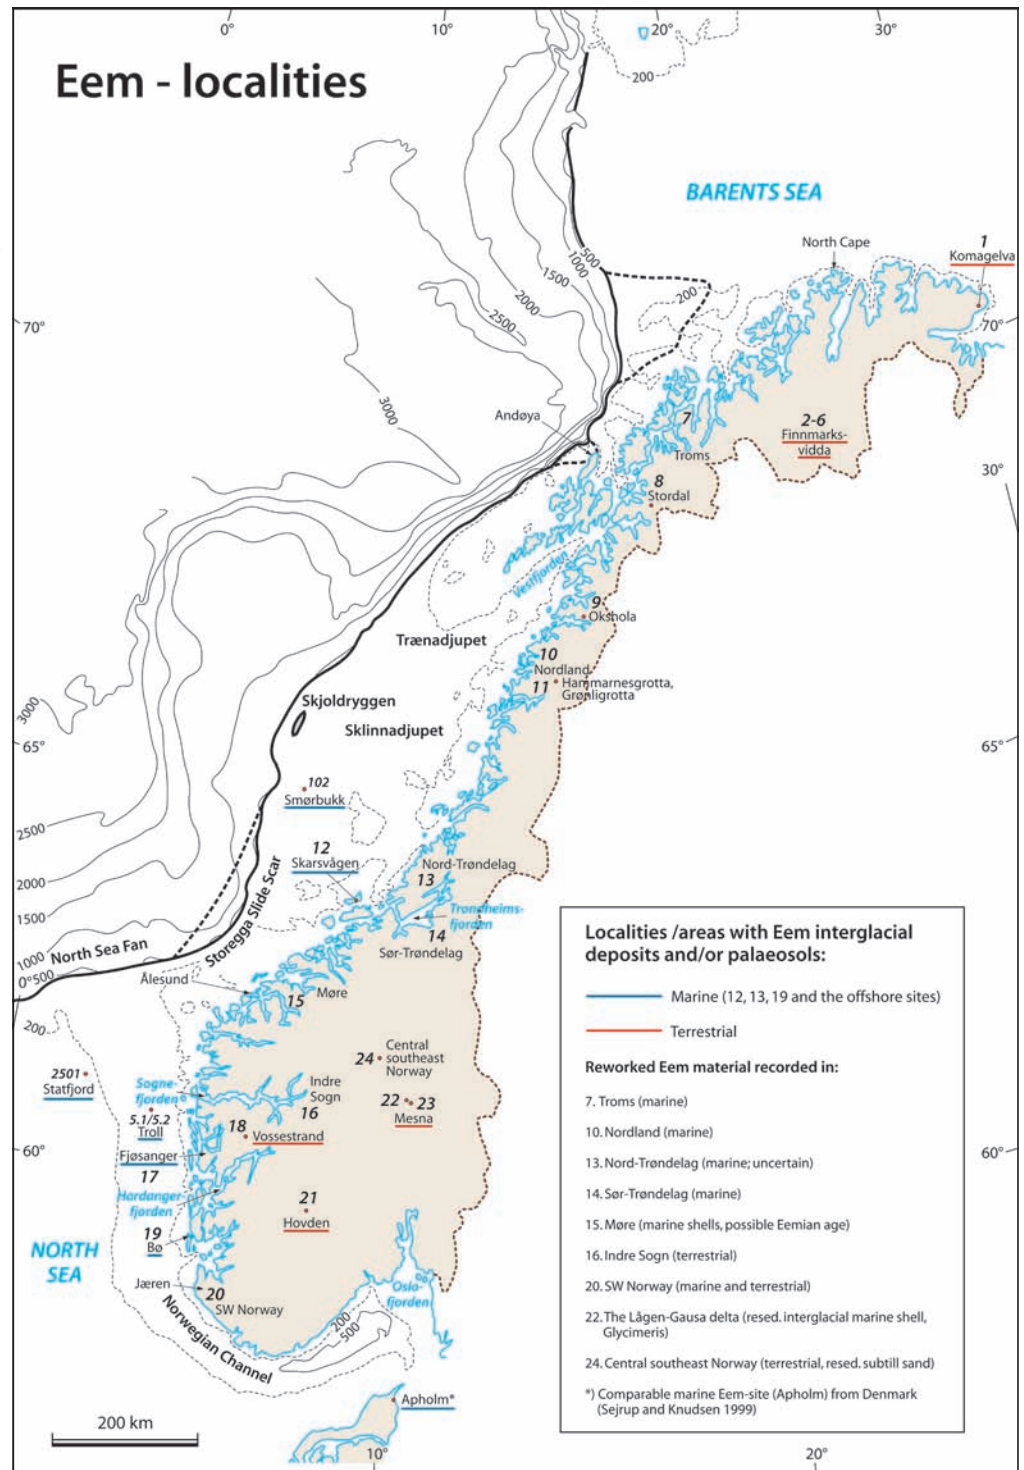 0°
10°
20°
30°
Eem - localities
200
BARENTS SEA
500
1000
1500
2000
2500
3000
200
North Cape
1
Komagelva
70°
70°
Andøya
7
Troms
2-6
Finnmarks-
vidda
30°
8
Stordal
Vestfjorden
9
Okshola
Trænadjupet
10
Nordland
11
Hammarnesgrotta,
Grønligrotta
3000
65°
65°
Skjoldryggen
Sklinnadjupet
102
Smørbukk
2500
2000
1500
1000
0°
500
12
Skarsvågen
Nord-Trøndelag
13
Trondheims-
fjorden
14
Sør-Trøndelag
Storegga Slide Scar
North Sea Fan
Ålesund
15
Møre
200
24
Central
southeast
Norway
2501
Statfjord
Sogne-
fjorden
Indre
Sogn
16
22
23
Mesna
5.1/5.2
Troll
18
Vossestrand
60°
60°
Fjøsanger
17
Hardanger-
fjorden
21
Hovden
19
Bø
NORTH
SEA
Jæren
20
SW Norway
Oslo-
fjorden
Norwegian Channel
200
500
Apholm*
200 km
10°
20°
Localities /areas with Eem interglacial
deposits and/or palaeosols:
Marine (12, 13, 19 and the offshore sites)
Terrestrial
Reworked Eem material recorded in:
7. Troms (marine)
10. Nordland (marine)
13. Nord-Trøndelag (marine; uncertain)
14. Sør-Trøndelag (marine)
15. Møre (marine shells, possible Eemian age)
16. Indre Sogn (terrestrial)
20. SW Norway (marine and terrestrial)
22. The Lågen-Gausa delta (resed. interglacial marine shell,
Glycimeris)
24. Central southeast Norway (terrestrial, resed. subtill sand)
*) Comparable marine Eem-site (Apholm) from Denmark
(Sejrup and Knudsen 1999)